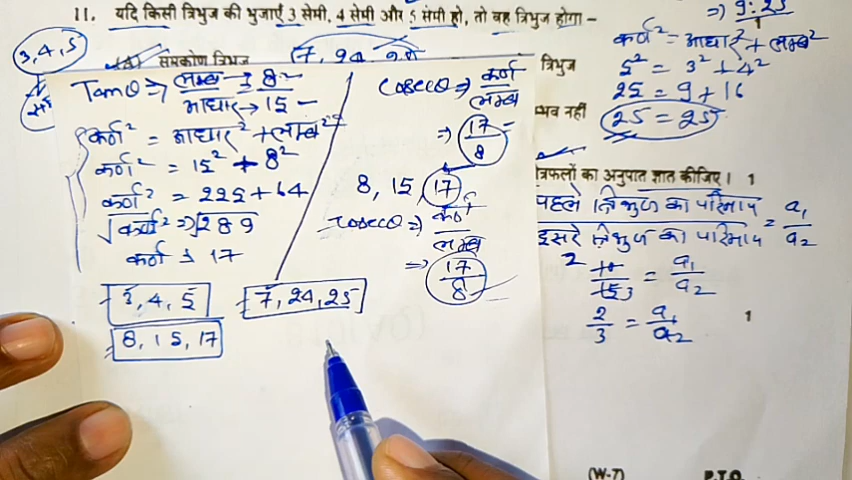 11. यदि किसी त्रिभुज की भुजाएँ 3 सेमी, 4 सेमी और 5 सेमी हो, तो वह त्रिभुज होगा –
3, 4, 5
(A) समकोण त्रिभुज
7, 24,
त्रिभुज
Tanθ ⇒ लम्ब → 8
आधार → 15
कर्ण² = आधार² + लम्ब²
कर्ण² = 15² + 8²
कर्ण² = 225 + 64
√कर्ण² = √289
कर्ण = 17
cosecθ ⇒ कर्ण
लम्ब
⇒ 17
8
8, 15, 17
cosecθ ⇒ कर्ण
लम्ब
⇒ 17
8
3, 4, 5
7, 24, 25
8, 15, 17
⇒ 9:25
1
कर्ण² = आधार² + लम्ब²
5² = 3² + 4²
25 = 9 + 16
25 = 25
भव नहीं
त्रफलों का अनुपात ज्ञात कीजिए। 1
पहले त्रिभुज का परिमाप = a₁
दूसरे त्रिभुज का परिमाप a₂
2 10 = a₁
15 3 a₂
2 = a₁
3 a₂
1
(W-7) P.T.O.